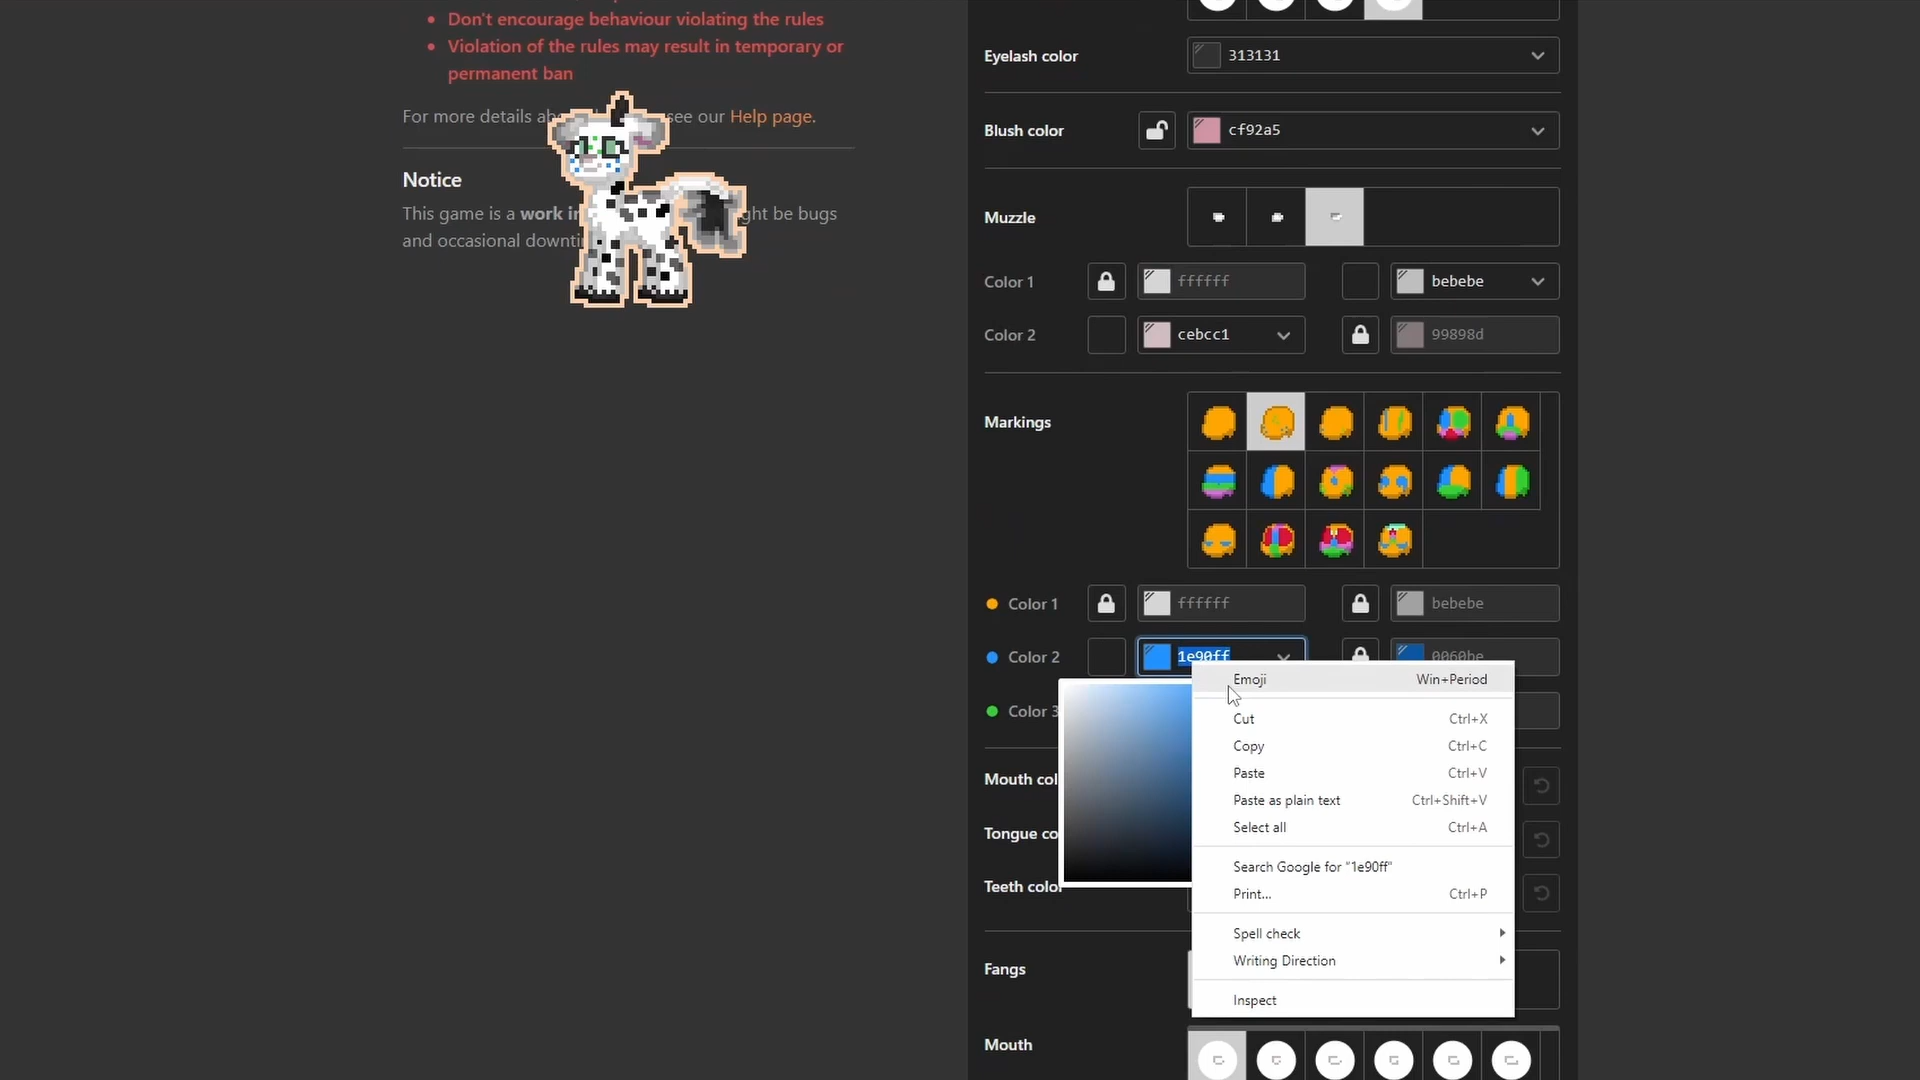 Don't encourage behaviour violating the rules
Violation of the rules may result in temporary or
permanent ban
For more details see our Help page.
Notice
This game is a work ght be bugs
and occasional
Eyelash color
313131
Blush color
cf92a5
Muzzle
Color 1
ffffff
bebebe
Color 2
cebcc1
99898d
Markings
Color 1
ffffff
bebebe
Color 2
1e90ff
0060be
Color 3
Mouth col
Tongue co
Teeth color
Fangs
Mouth
Emoji Win+Period
Cut Ctrl+X
Copy Ctrl+C
Paste Ctrl+V
Paste as plain text Ctrl+Shift+V
Select all Ctrl+A
Search Google for "1e90ff"
Print... Ctrl+P
Spell check
Writing Direction
Inspect